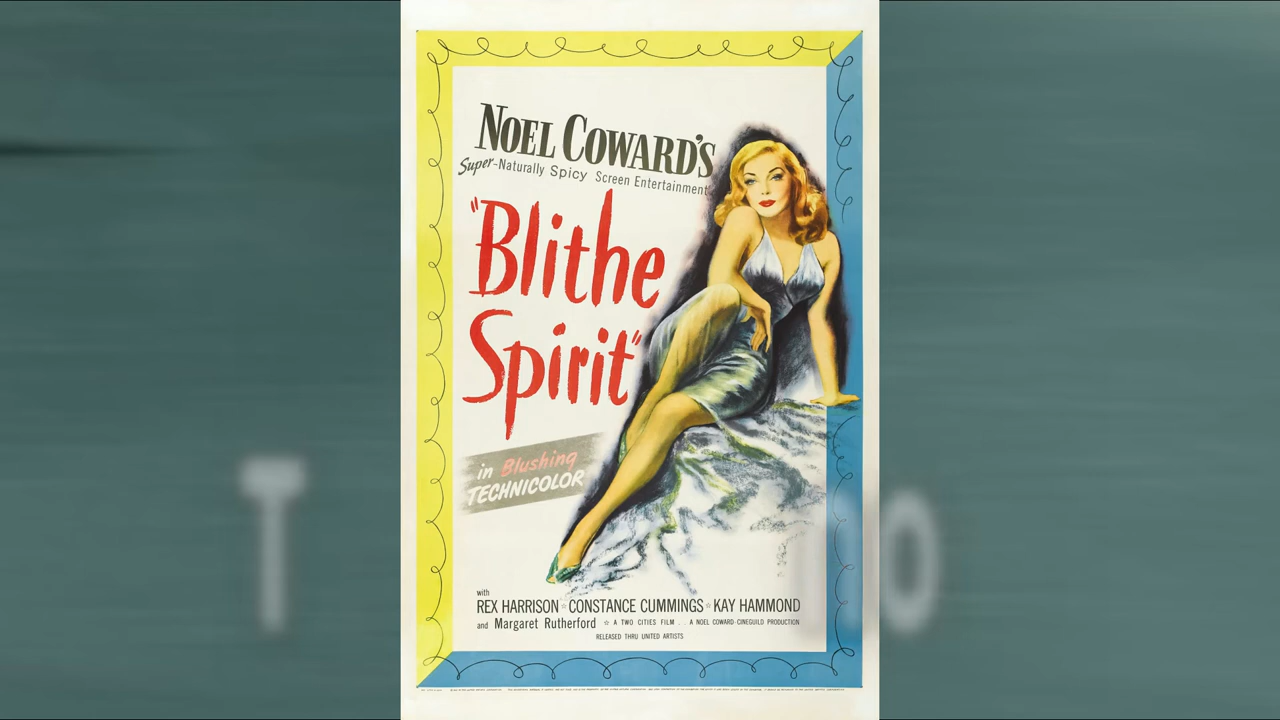 NOEL COWARD'S
Super-Naturally Spicy Screen Entertainment
"Blithe
Spirit"
in Blushing
TECHNICOLOR
with
REX HARRISON ☆ CONSTANCE CUMMINGS ☆ KAY HAMMOND
and Margaret Rutherford ☆ A TWO CITIES FILM . . A NOEL COWARD-CINEGUILD PRODUCTION
RELEASED THRU UNITED ARTISTS